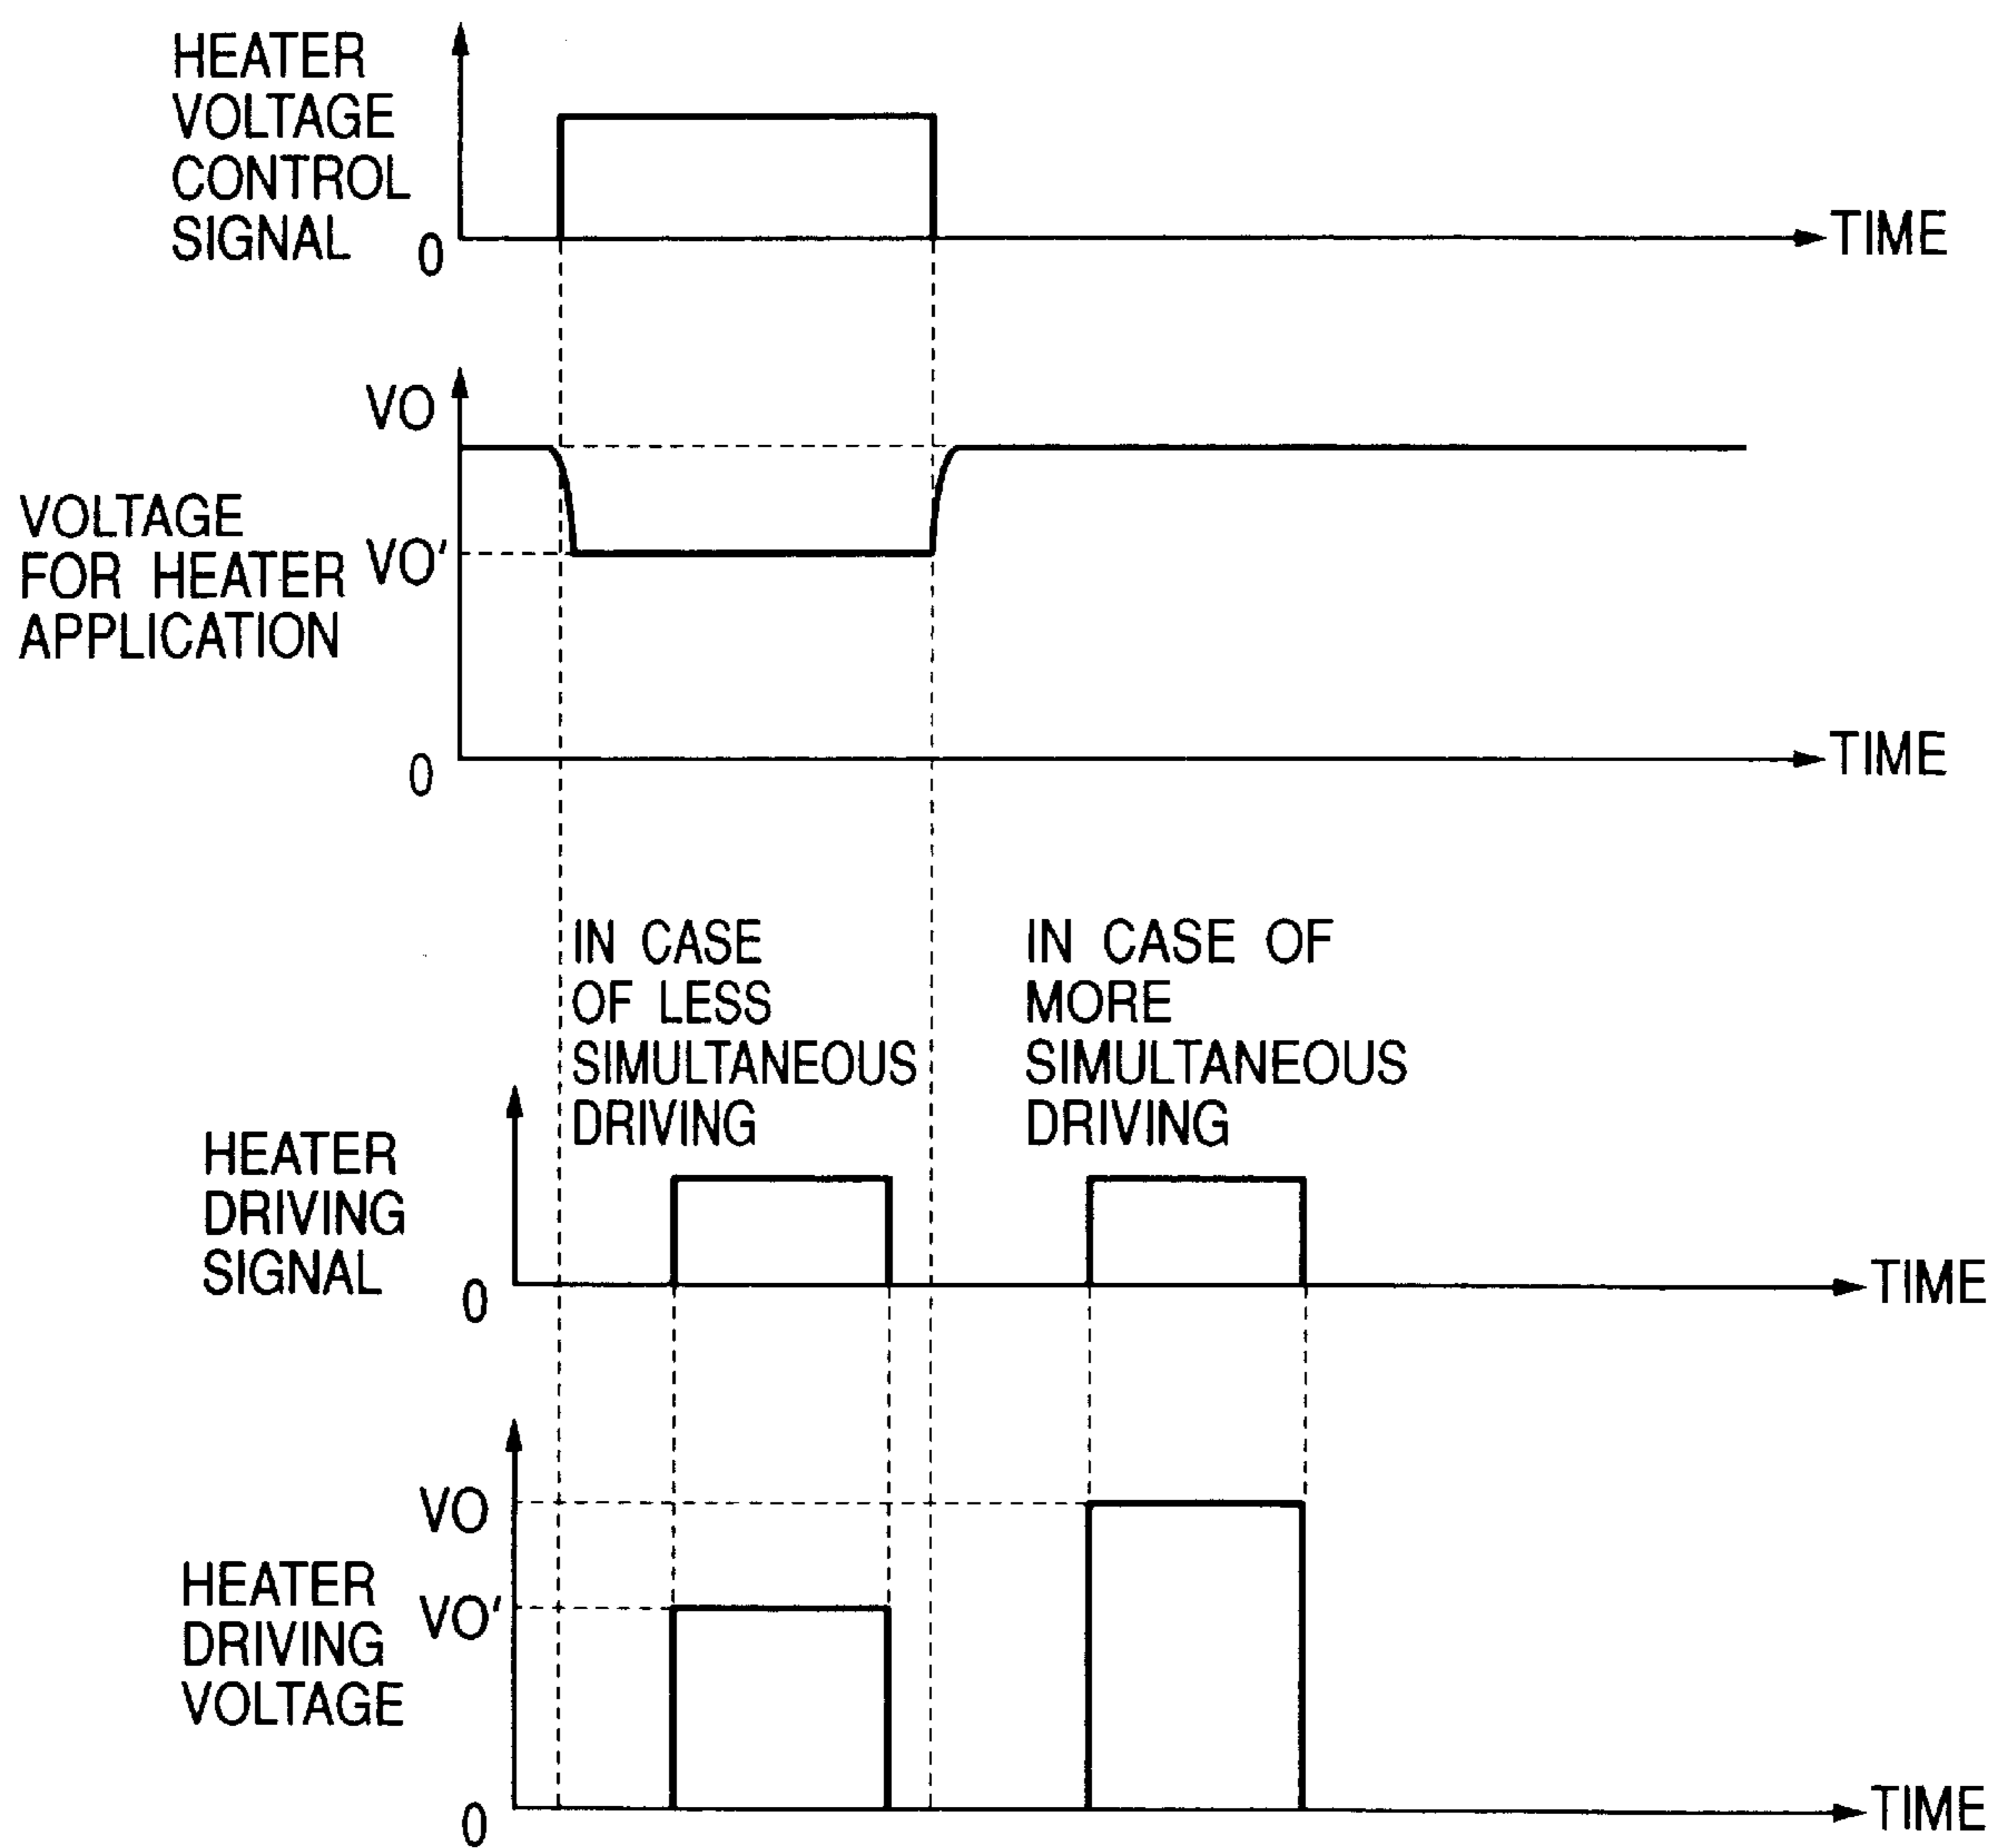 HEATER
VOLTAGE
CONTROL
SIGNAL
0
TIME
VO
VO'
VOLTAGE
FOR HEATER
APPLICATION
0
TIME
IN CASE
OF LESS
SIMULTANEOUS
DRIVING
IN CASE OF
MORE
SIMULTANEOUS
DRIVING
HEATER
DRIVING
SIGNAL
0
TIME
VO
VO'
HEATER
DRIVING
VOLTAGE
0
TIME